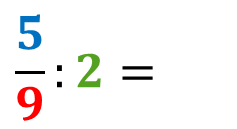 5/9 : 2 =